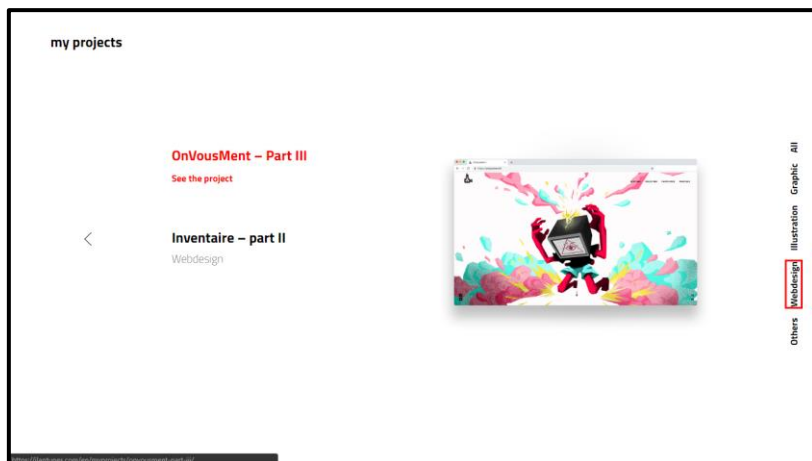 my projects
OnVousMent – Part III
See the project
Inventaire – part II
Webdesign
All
Graphic
Illustration
Webdesign
Others